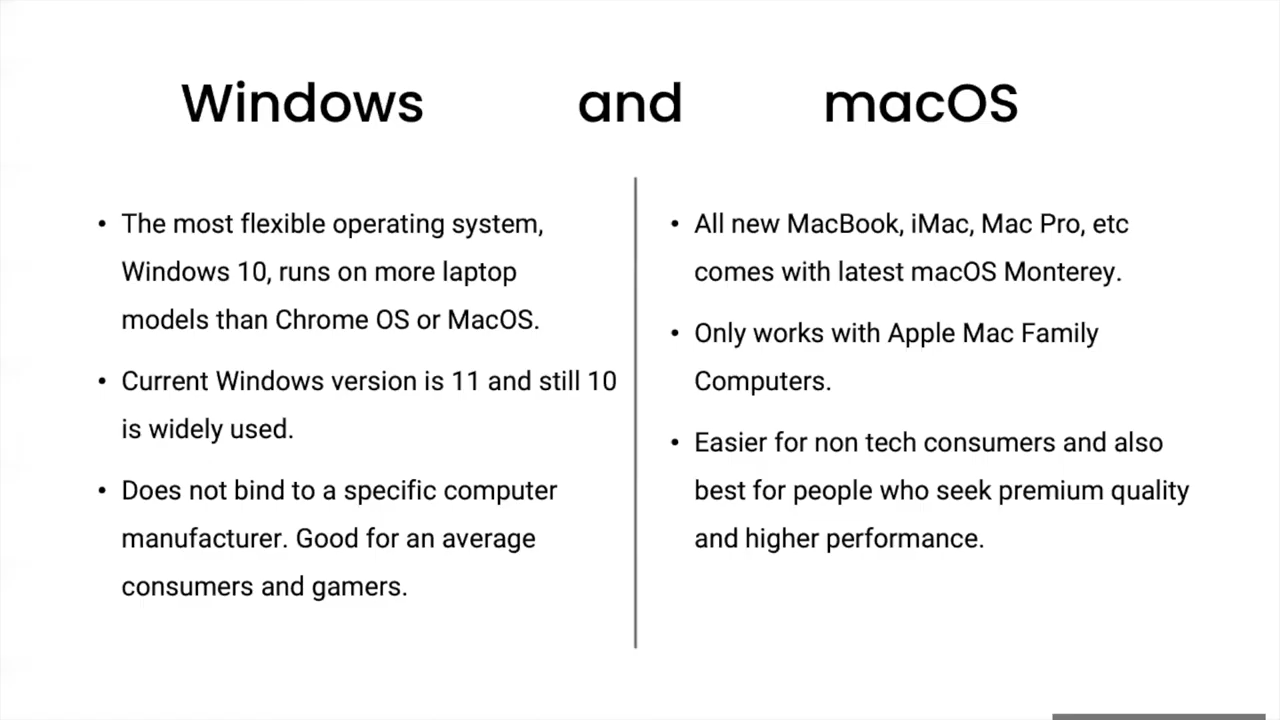 Windows and macOS
• The most flexible operating system,
Windows 10, runs on more laptop
models than Chrome OS or MacOS.
• Current Windows version is 11 and still 10
is widely used.
• Does not bind to a specific computer
manufacturer. Good for an average
consumers and gamers.
• All new MacBook, iMac, Mac Pro, etc
comes with latest macOS Monterey.
• Only works with Apple Mac Family
Computers.
• Easier for non tech consumers and also
best for people who seek premium quality
and higher performance.